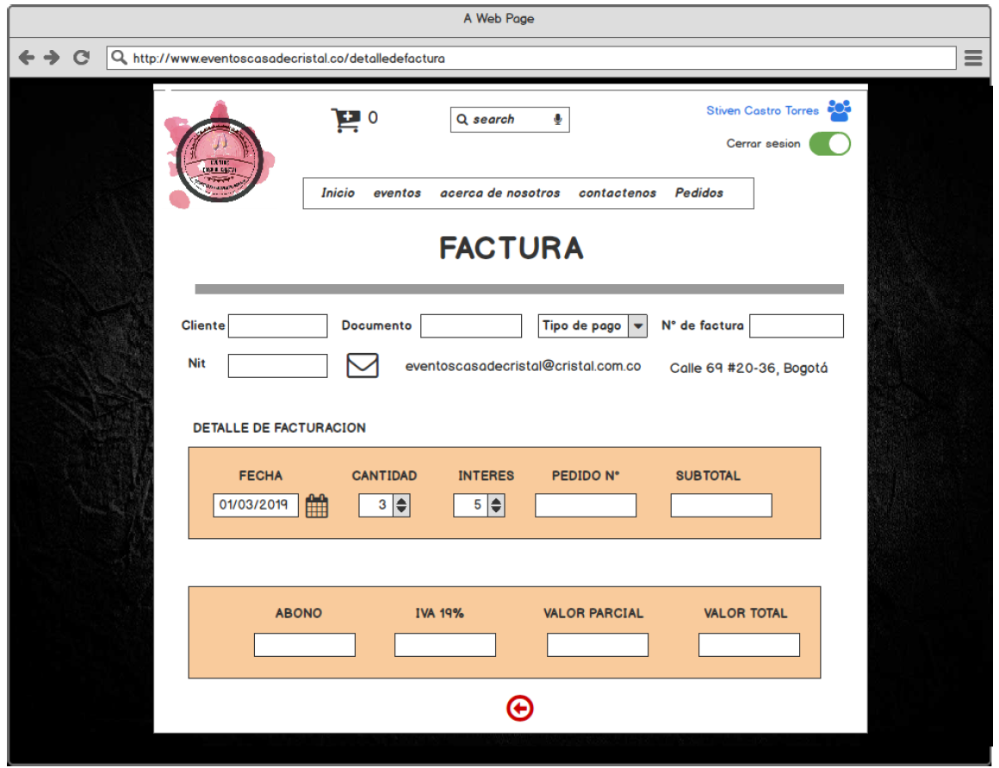 A Web Page
http://www.eventoscasadecristal.co/detalledefactura
0
search
Stiven Castro Torres
Cerrar sesion
Inicio eventos acerca de nosotros contactenos Pedidos
FACTURA
Cliente Documento Tipo de pago N° de factura
Nit eventoscasadecristal@cristal.com.co Calle 69 #20-36, Bogotá
DETALLE DE FACTURACION
FECHA CANTIDAD INTERES PEDIDO N° SUBTOTAL
01/03/2019 3 5
ABONO IVA 19% VALOR PARCIAL VALOR TOTAL